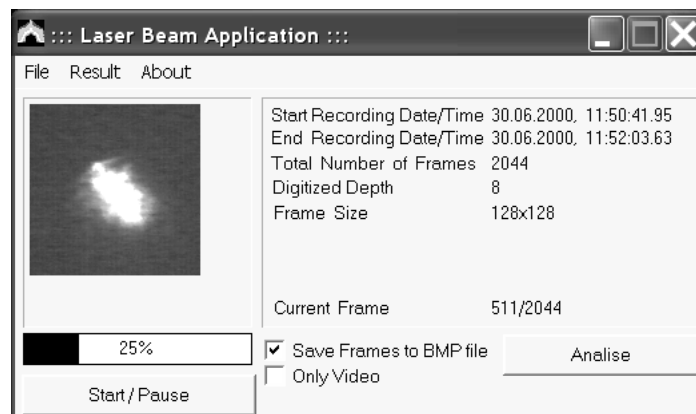 ::: Laser Beam Application :::
File Result About
Start Recording Date/Time 30.06.2000, 11:50:41.95
End Recording Date/Time 30.06.2000, 11:52:03.63
Total Number of Frames 2044
Digitized Depth 8
Frame Size 128x128
Current Frame 511/2044
25%
Save Frames to BMP file
Only Video
Analise
Start / Pause